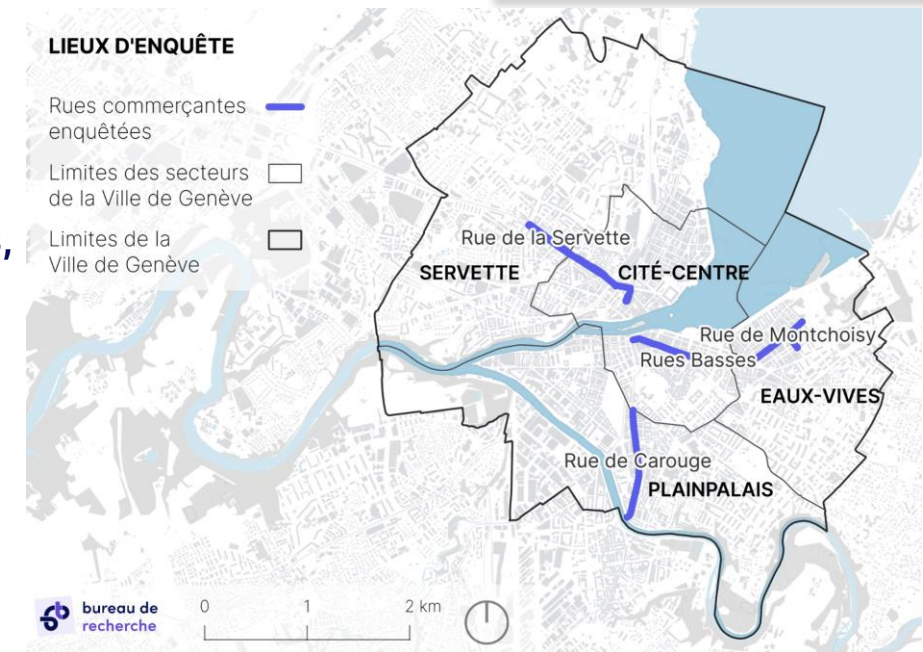 LIEUX D'ENQUÊTE
Rues commerçantes
enquêtées
Limites des secteurs
de la Ville de Genève
Limites de la
Ville de Genève
,
Rue de la Servette
SERVETTE
CITÉ-CENTRE
Rue de Montchoisy
Rues Basses
EAUX-VIVES
Rue de Carouge
PLAINPALAIS
bureau de
recherche
0 1 2 km